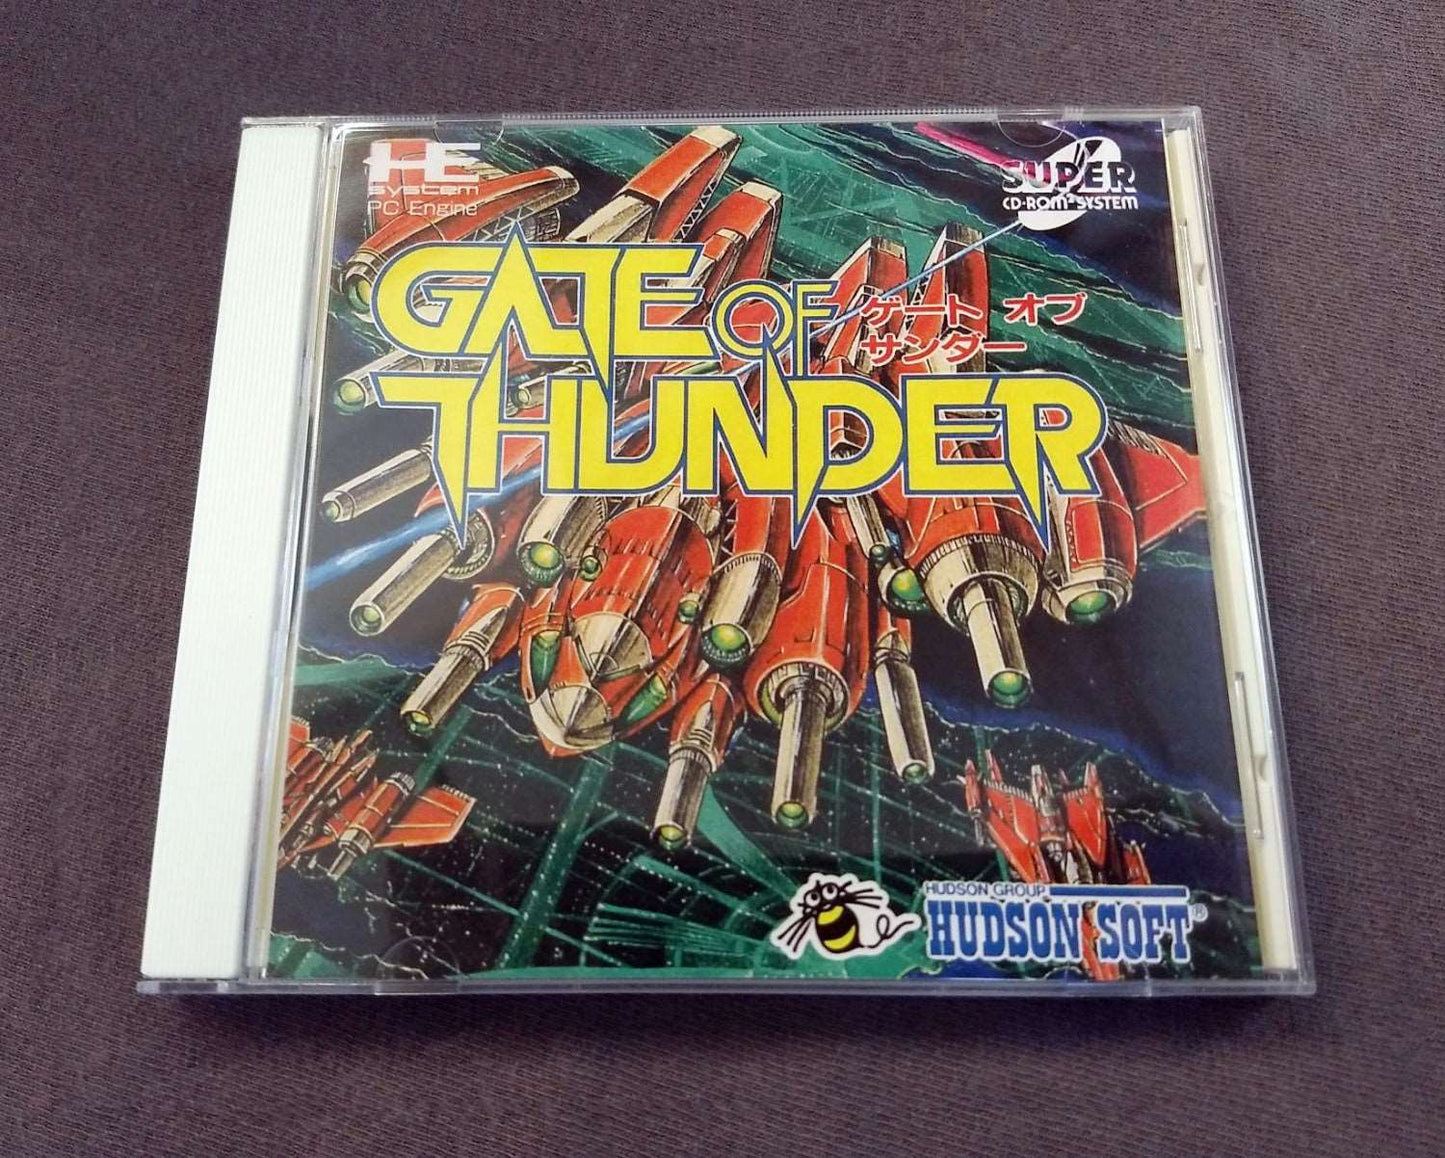 HE
system
PC Engine
SUPER
CD-ROM² SYSTEM
GATE OF
THUNDER
ゲート オブ
サンダー
HUDSON GROUP
HUDSON SOFT®